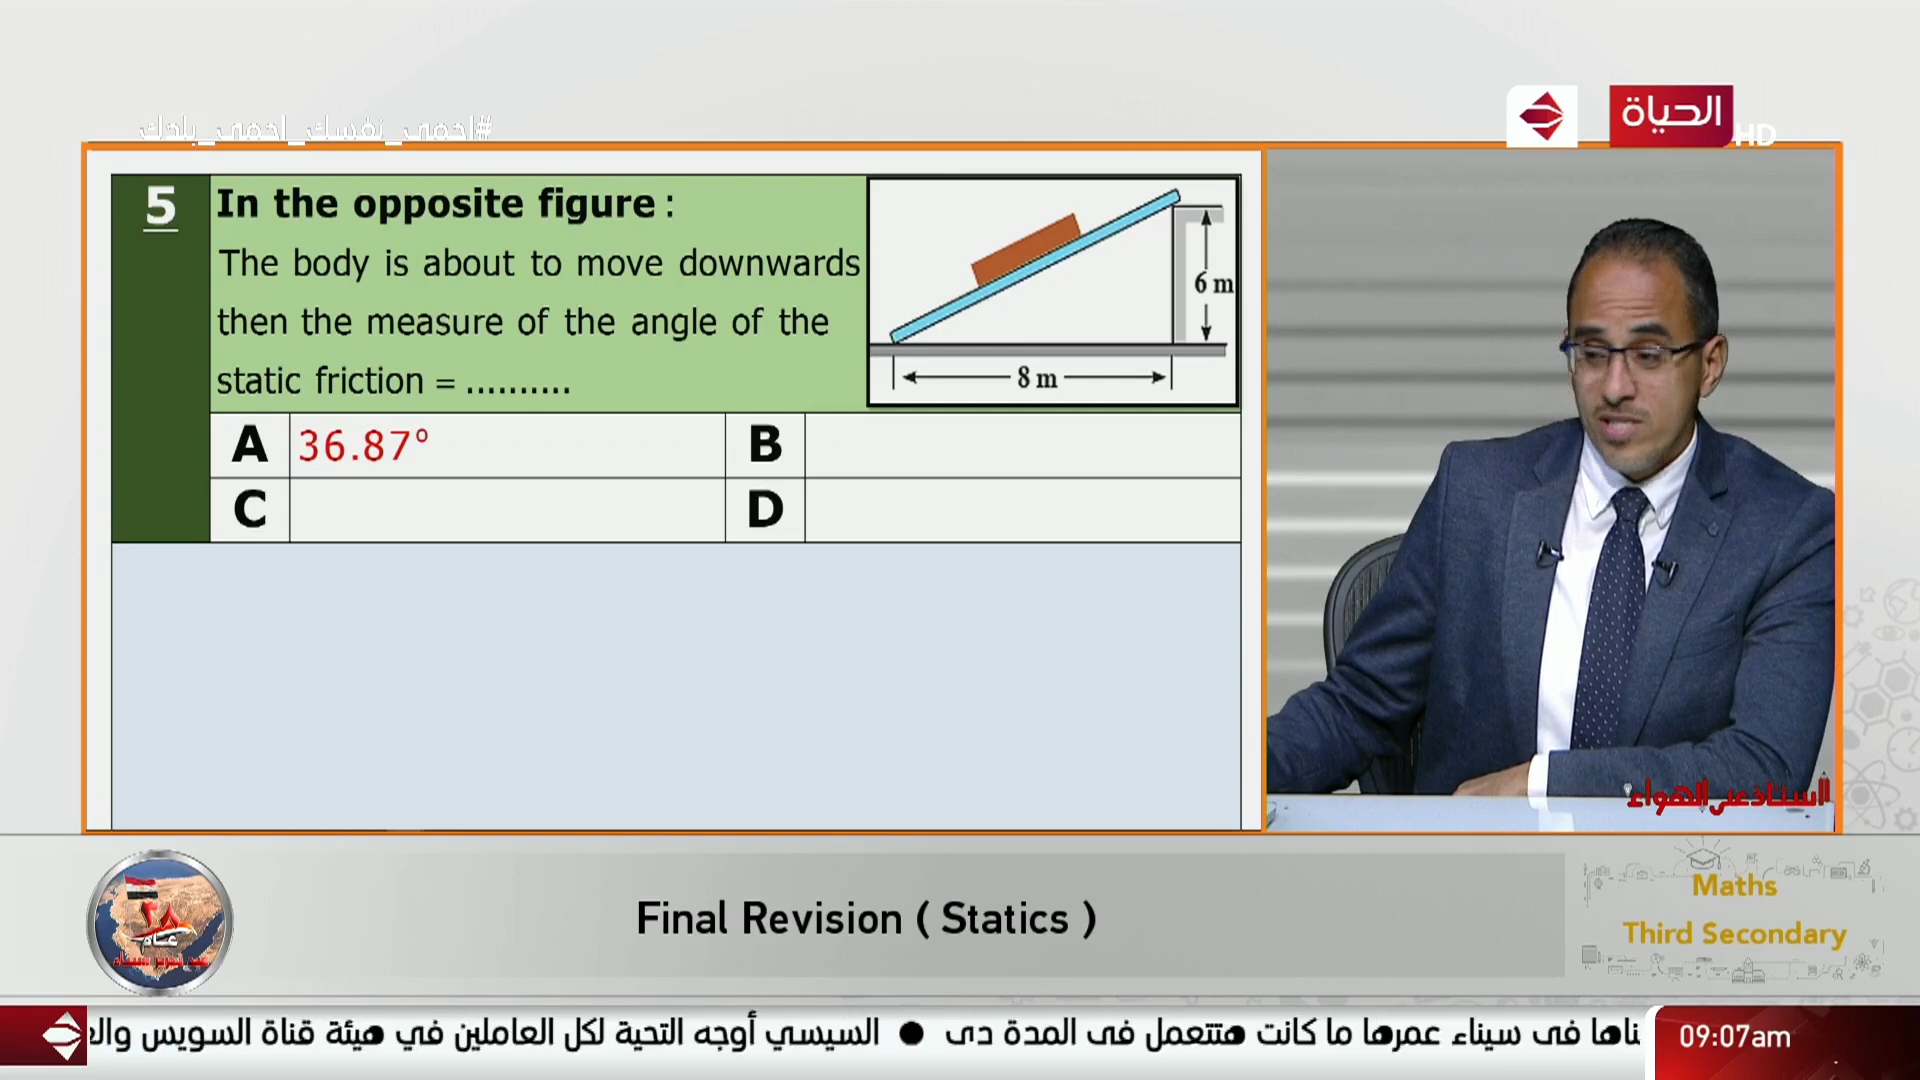 #احمي_نفسك_احمي_بلدك
الحياة
HD
5
In the opposite figure :
The body is about to move downwards
then the measure of the angle of the
static friction = ..........
6 m
8 m
A
36.87°
B
C
D
أستاذ على الهواء
٣٨
عام
Final Revision ( Statics )
Maths
Third Secondary
ناها فى سيناء عمرها ما كانت هتتعمل فى المدة دى ● السيسي أوجه التحية لكل العاملين في هيئة قناة السويس
09:07am